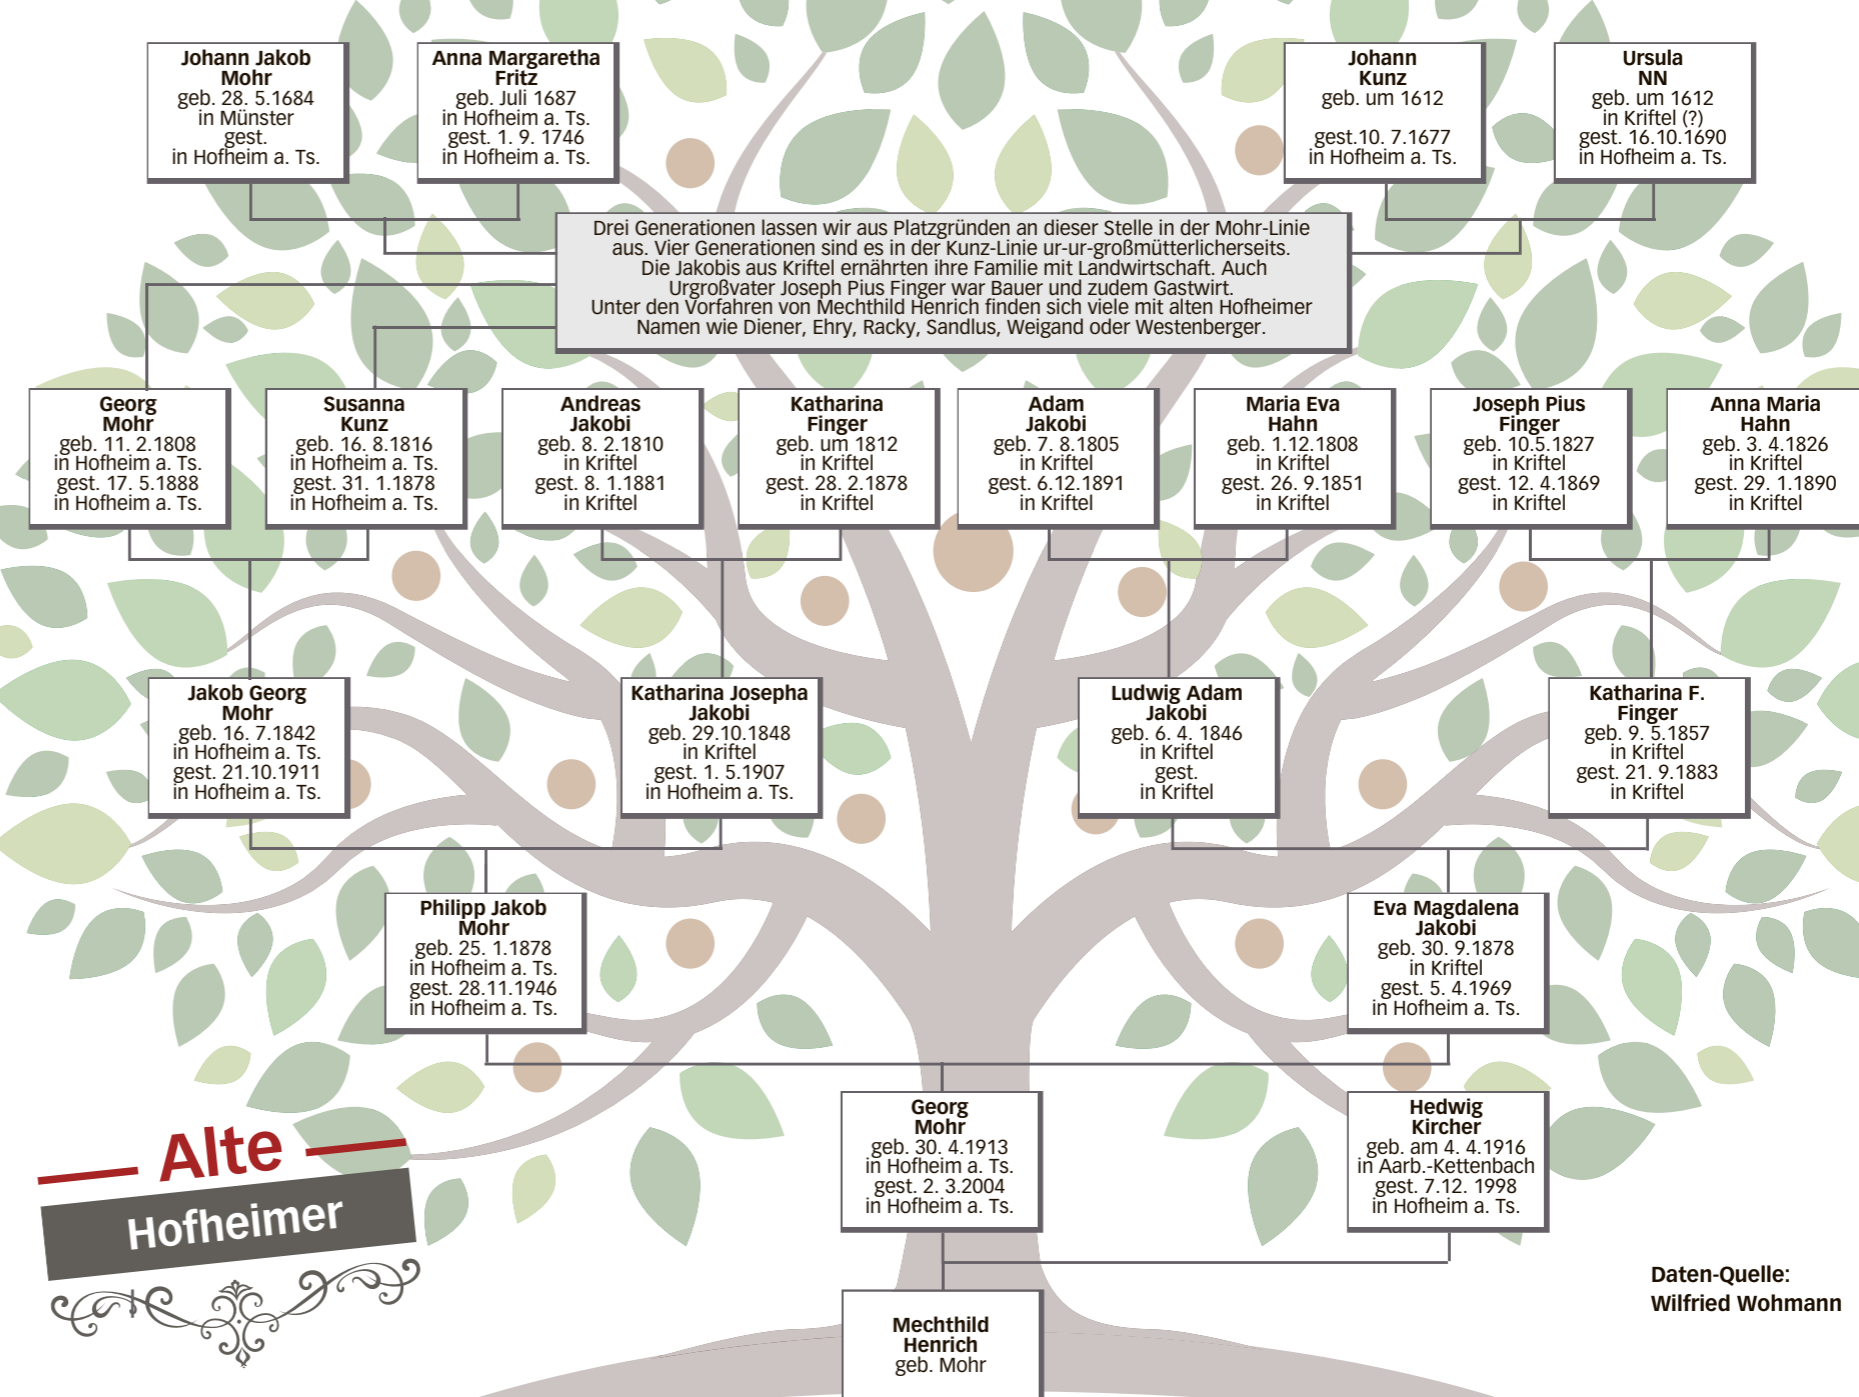 Johann Jakob
Mohr
geb. 28. 5.1684
in Münster
gest.
in Hofheim a. Ts.
Anna Margaretha
Fritz
geb. Juli 1687
in Hofheim a. Ts.
gest. 1. 9. 1746
in Hofheim a. Ts.
Johann
Kunz
geb. um 1612
gest.10. 7.1677
in Hofheim a. Ts.
Ursula
NN
geb. um 1612
in Kriftel (?)
gest. 16.10.1690
in Hofheim a. Ts.
Drei Generationen lassen wir aus Platzgründen an dieser Stelle in der Mohr-Linie
aus. Vier Generationen sind es in der Kunz-Linie ur-ur-großmütterlicherseits.
Die Jakobis aus Kriftel ernährten ihre Familie mit Landwirtschaft. Auch
Urgroßvater Joseph Pius Finger war Bauer und zudem Gastwirt.
Unter den Vorfahren von Mechthild Henrich finden sich viele mit alten Hofheimer
Namen wie Diener, Ehry, Racky, Sandlus, Weigand oder Westenberger.
Georg
Mohr
geb. 11. 2.1808
in Hofheim a. Ts.
gest. 17. 5.1888
in Hofheim a. Ts.
Susanna
Kunz
geb. 16. 8.1816
in Hofheim a. Ts.
gest. 31. 1.1878
in Hofheim a. Ts.
Andreas
Jakobi
geb. 8. 2.1810
in Kriftel
gest. 8. 1.1881
in Kriftel
Katharina
Finger
geb. um 1812
in Kriftel
gest. 28. 2.1878
in Kriftel
Adam
Jakobi
geb. 7. 8.1805
in Kriftel
gest. 6.12.1891
in Kriftel
Maria Eva
Hahn
geb. 1.12.1808
in Kriftel
gest. 26. 9.1851
in Kriftel
Joseph Pius
Finger
geb. 10.5.1827
in Kriftel
gest. 12. 4.1869
in Kriftel
Anna Maria
Hahn
geb. 3. 4.1826
in Kriftel
gest. 29. 1.1890
in Kriftel
Jakob Georg
Mohr
geb. 16. 7.1842
in Hofheim a. Ts.
gest. 21.10.1911
in Hofheim a. Ts.
Katharina Josepha
Jakobi
geb. 29.10.1848
in Kriftel
gest. 1. 5.1907
in Hofheim a. Ts.
Ludwig Adam
Jakobi
geb. 6. 4. 1846
in Kriftel
gest.
in Kriftel
Katharina F.
Finger
geb. 9. 5.1857
in Kriftel
gest. 21. 9.1883
in Kriftel
Philipp Jakob
Mohr
geb. 25. 1.1878
in Hofheim a. Ts.
gest. 28.11.1946
in Hofheim a. Ts.
Eva Magdalena
Jakobi
geb. 30. 9.1878
in Kriftel
gest. 5. 4.1969
in Hofheim a. Ts.
Georg
Mohr
geb. 30. 4.1913
in Hofheim a. Ts.
gest. 2. 3.2004
in Hofheim a. Ts.
Hedwig
Kircher
geb. am 4. 4.1916
in Aarb.-Kettenbach
gest. 7.12. 1998
in Hofheim a. Ts.
Alte
Hofheimer
Mechthild
Henrich
geb. Mohr
Daten-Quelle:
Wilfried Wohmann